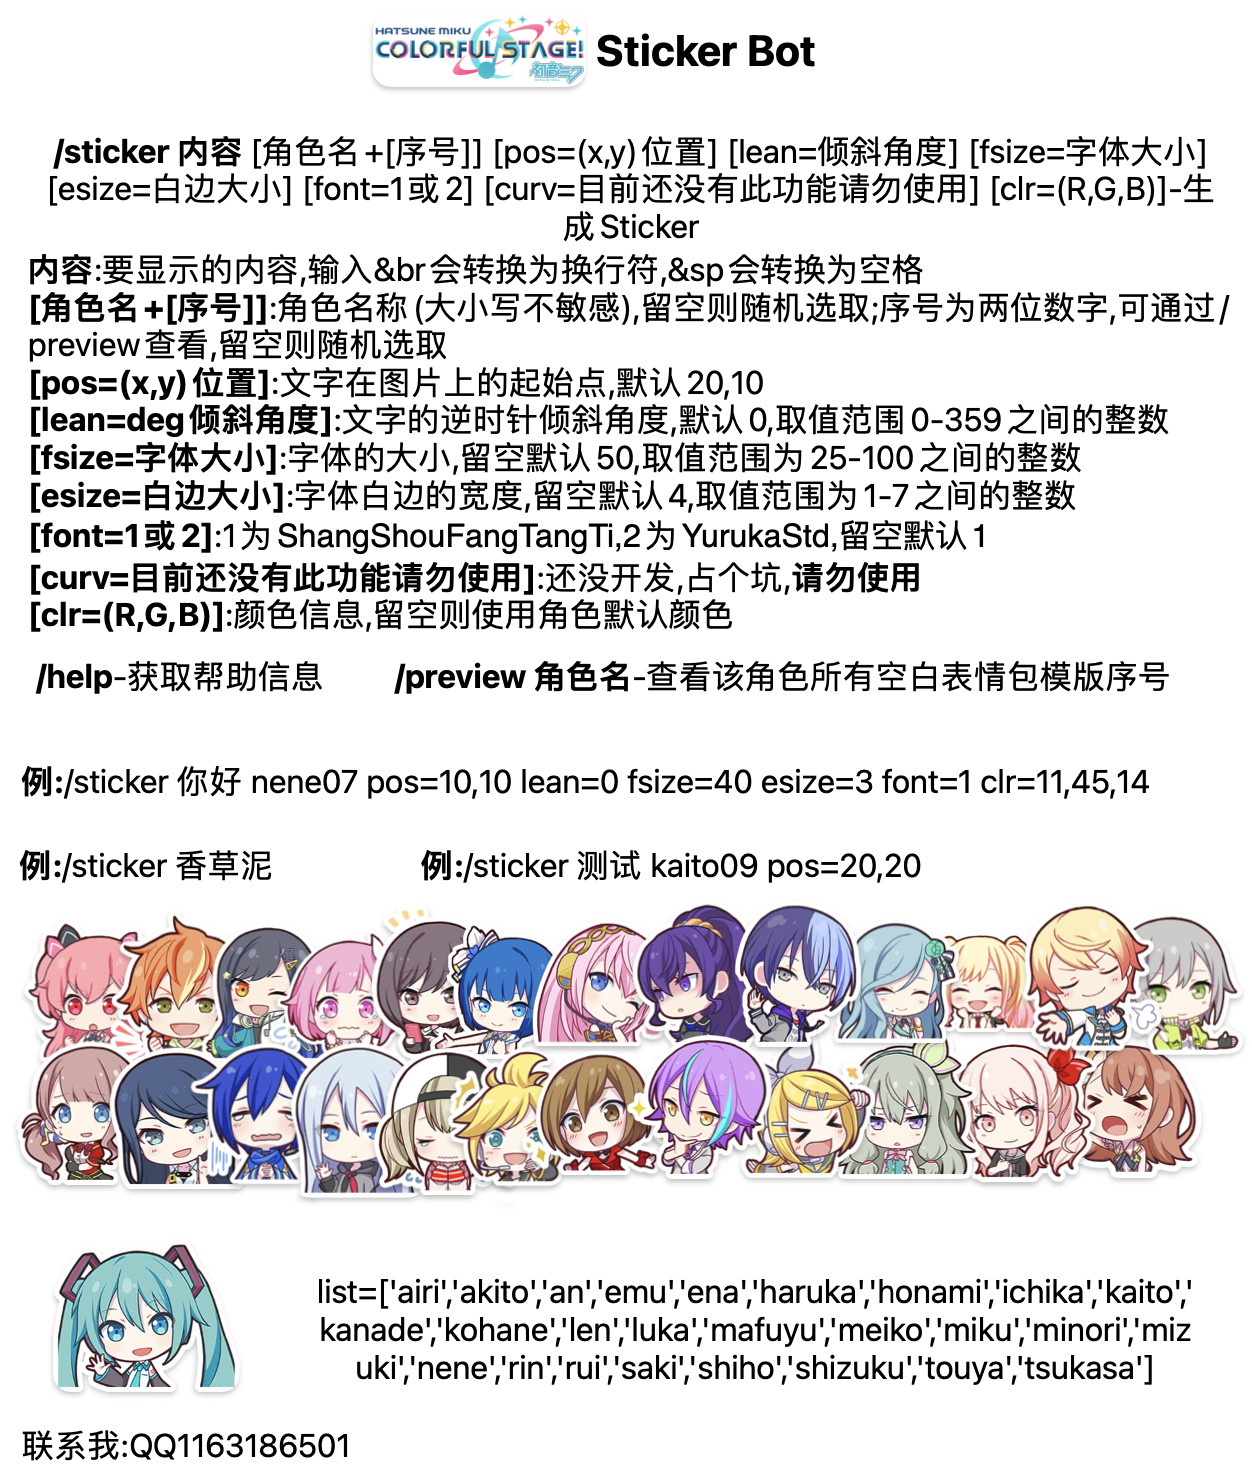 HATSUNE MIKU
COLORFUL STAGE!
初音ミク
Sticker Bot
/sticker 内容 [角色名+[序号]] [pos=(x,y)位置] [lean=倾斜角度] [fsize=字体大小]
[esize=白边大小] [font=1或2] [curv=目前还没有此功能请勿使用] [clr=(R,G,B)]-生
成Sticker
内容:要显示的内容,输入&br会转换为换行符,&sp会转换为空格
[角色名+[序号]]:角色名称(大小写不敏感),留空则随机选取;序号为两位数字,可通过/
preview查看,留空则随机选取
[pos=(x,y)位置]:文字在图片上的起始点,默认20,10
[lean=deg倾斜角度]:文字的逆时针倾斜角度,默认0,取值范围0-359之间的整数
[fsize=字体大小]:字体的大小,留空默认50,取值范围为25-100之间的整数
[esize=白边大小]:字体白边的宽度,留空默认4,取值范围为1-7之间的整数
[font=1或2]:1为ShangShouFangTangTi,2为YurukaStd,留空默认1
[curv=目前还没有此功能请勿使用]:还没开发,占个坑,请勿使用
[clr=(R,G,B)]:颜色信息,留空则使用角色默认颜色
/help-获取帮助信息 /preview 角色名-查看该角色所有空白表情包模版序号
例:/sticker 你好 nene07 pos=10,10 lean=0 fsize=40 esize=3 font=1 clr=11,45,14
例:/sticker 香草泥 例:/sticker 测试 kaito09 pos=20,20
list=['airi','akito','an','emu','ena','haruka','honami','ichika','kaito','
kanade','kohane','len','luka','mafuyu','meiko','miku','minori','miz
uki','nene','rin','rui','saki','shiho','shizuku','touya','tsukasa']
联系我:QQ1163186501